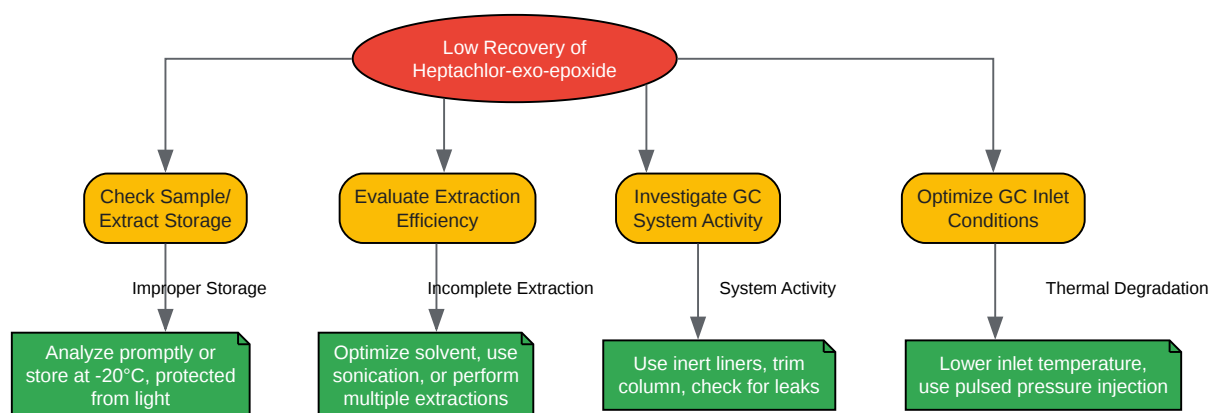 Low Recovery of
Heptachlor-exo-epoxide
Check Sample/
Extract Storage
Evaluate Extraction
Efficiency
Investigate GC
System Activity
Optimize GC Inlet
Conditions
Improper Storage
Incomplete Extraction
System Activity
Thermal Degradation
Analyze promptly or
store at -20°C, protected
from light
Optimize solvent, use
sonication, or perform
multiple extractions
Use inert liners, trim
column, check for leaks
Lower inlet temperature,
use pulsed pressure injection